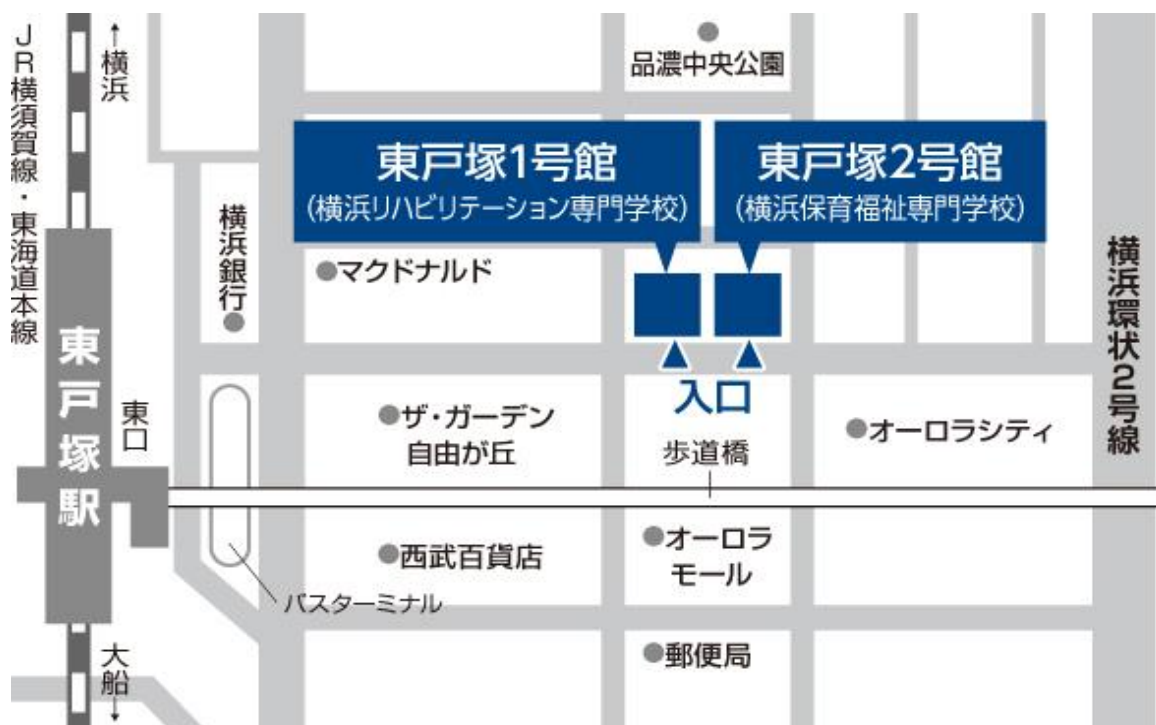 JR横須賀線・東海道本線
↑横浜
品濃中央公園
東戸塚1号館
(横浜リハビリテーション専門学校)
東戸塚2号館
(横浜保育福祉専門学校)
横浜銀行
マクドナルド
横浜環状2号線
東戸塚駅
東口
入口
ザ・ガーデン
自由が丘
歩道橋
オーロラシティ
西武百貨店
オーロラ
モール
バスターミナル
郵便局
大船↓